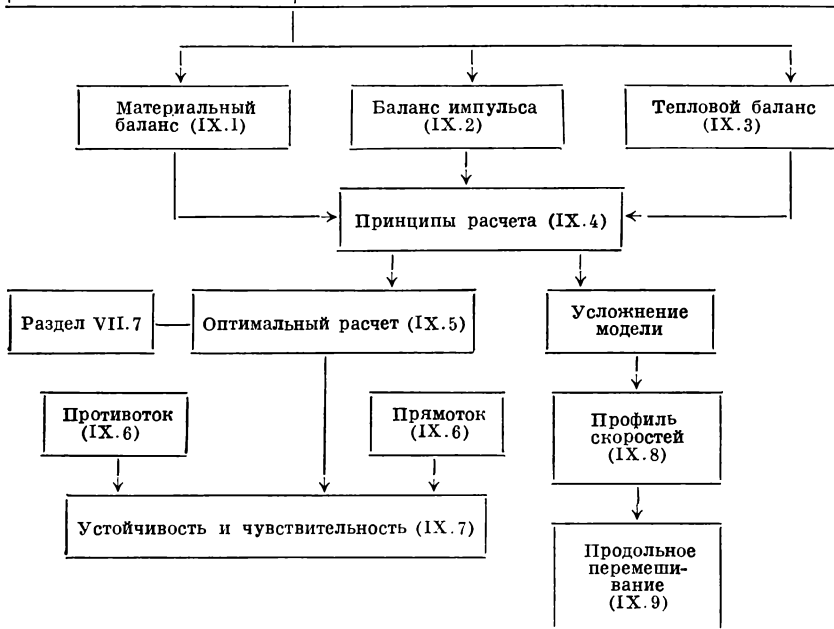 Материальный
баланс (IX.1)
Баланс импульса
(IX.2)
Тепловой баланс
(IX.3)
Принципы расчета (IX.4)
Раздел VII.7
Оптимальный расчет (IX.5)
Усложнение
модели
Противоток
(IX.6)
Прямоток
(IX.6)
Профиль
скоростей
(IX.8)
Устойчивость и чувствительность (IX.7)
Продольное
перемеши-
вание
(IX.9)